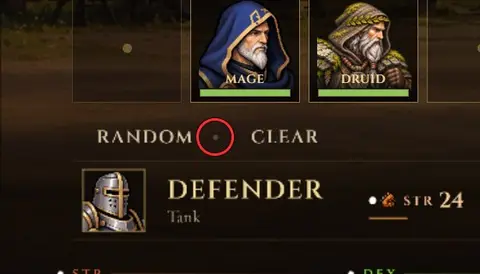 MAGE DRUID
RANDOM CLEAR
DEFENDER
Tank
STR 24
STR DEX